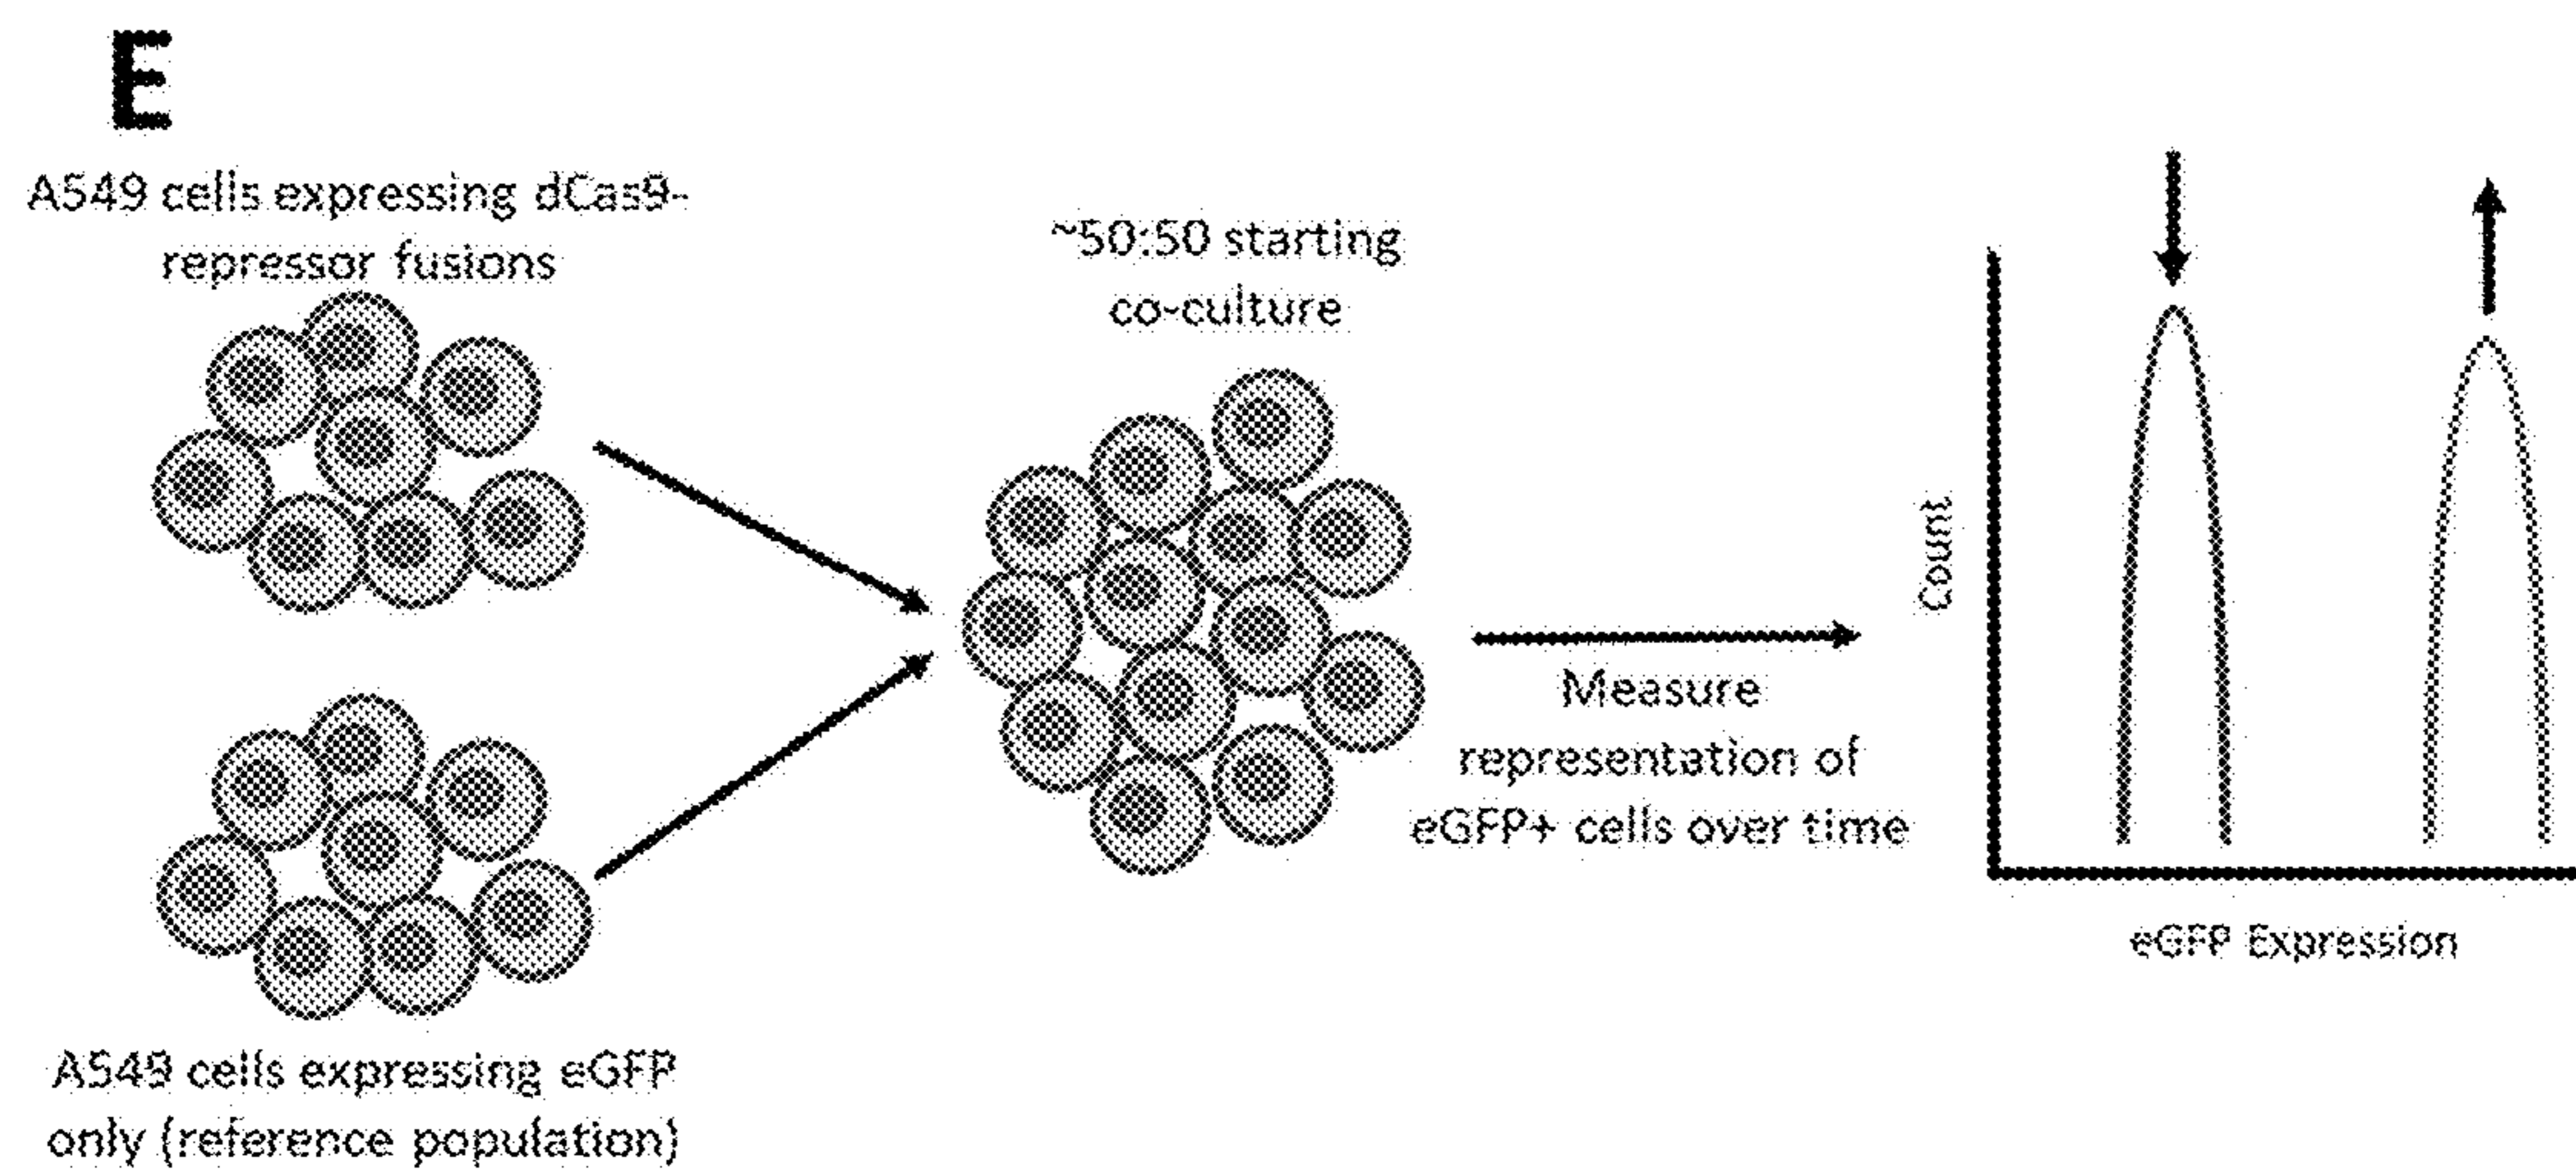 E
A549 cells expressing dCas9-
repressor fusions
~50:50 starting
co-culture
Measure
representation of
eGFP+ cells over time
Count
eGFP Expression
A549 cells expressing eGFP
only (reference population)